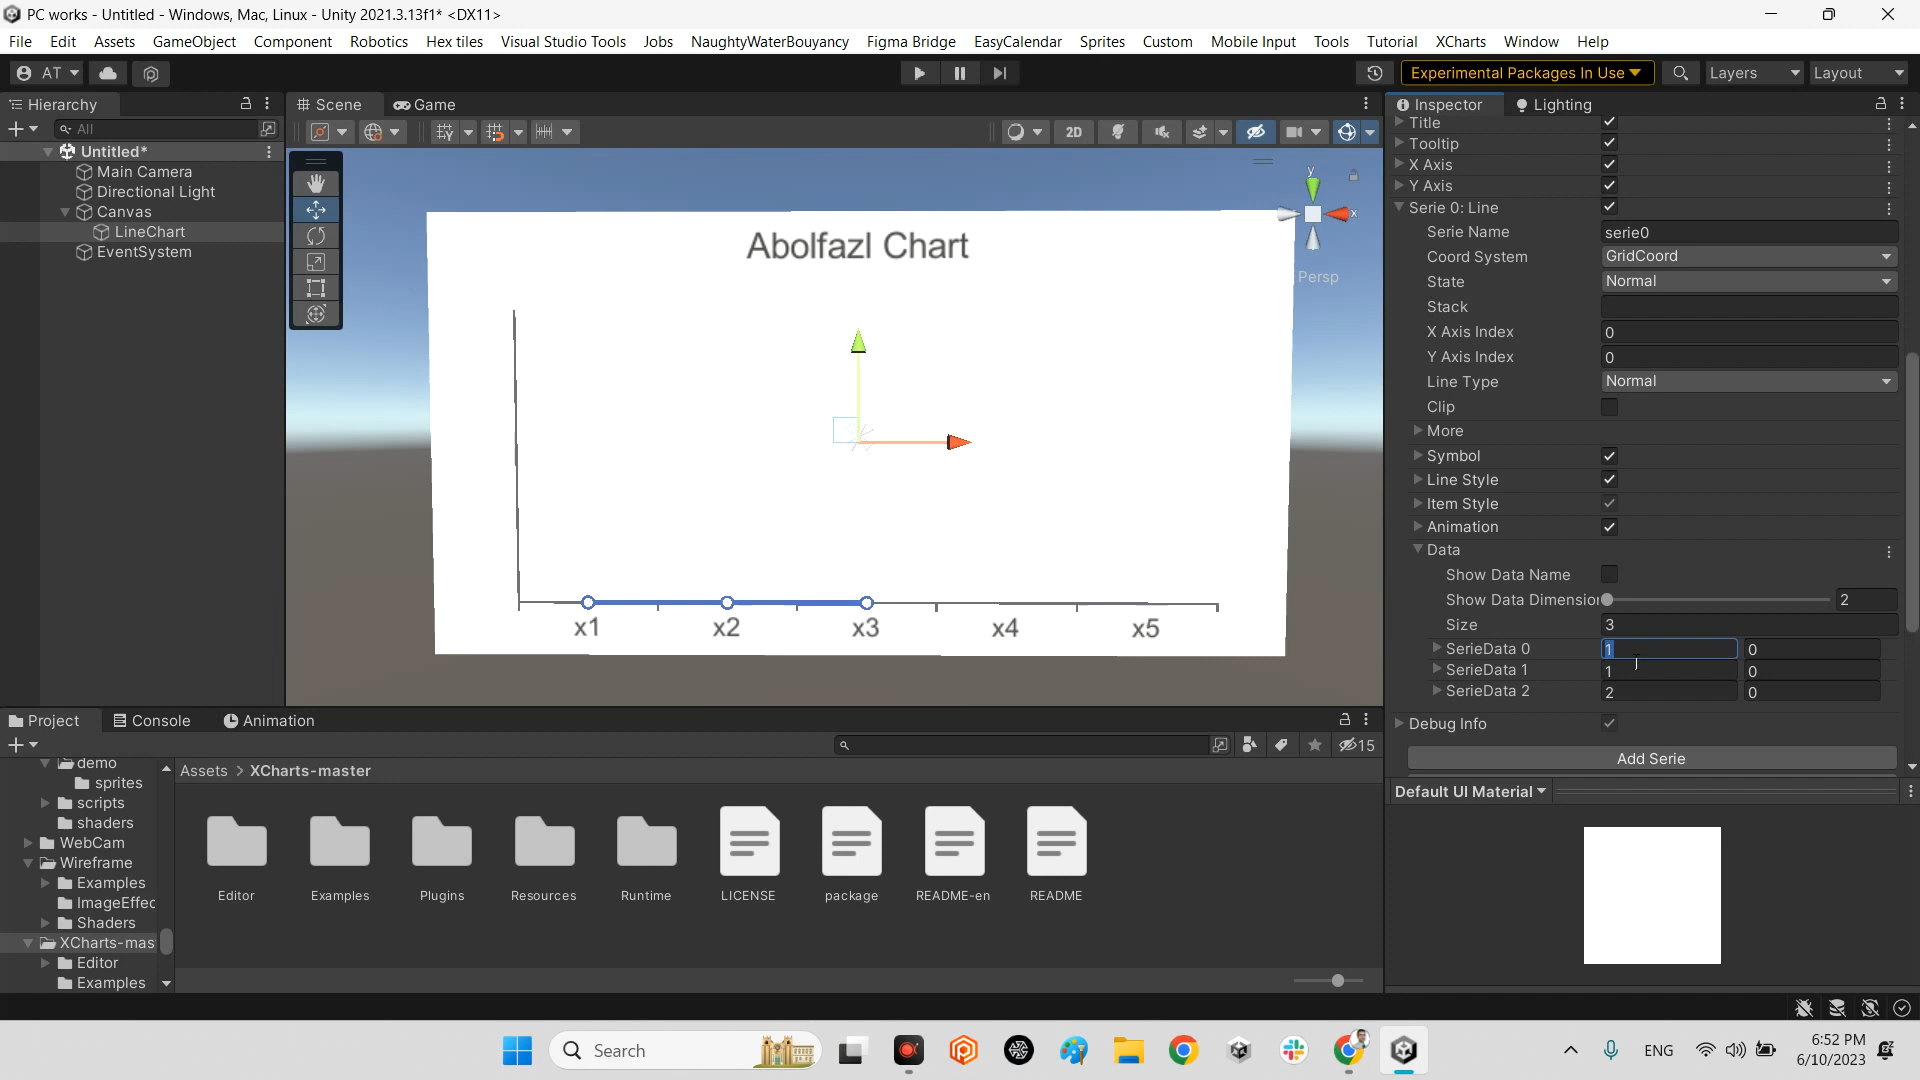 PC works - Untitled - Windows, Mac, Linux - Unity 2021.3.13f1* <DX11>
File Edit Assets GameObject Component Robotics Hex tiles Visual Studio Tools Jobs NaughtyWaterBouyancy Figma Bridge EasyCalendar Sprites Custom Mobile Input Tools Tutorial XCharts Window Help
AT Experimental Packages In Use Layers Layout
Hierarchy
All
Untitled*
Main Camera
Directional Light
Canvas
LineChart
EventSystem
Scene Game
2D
y
x
Persp
Abolfazl Chart
x1 x2 x3 x4 x5
Inspector Lighting
Title
Tooltip
X Axis
Y Axis
Serie 0: Line
Serie Name serie0
Coord System GridCoord
State Normal
Stack
X Axis Index 0
Y Axis Index 0
Line Type Normal
Clip
More
Symbol
Line Style
Item Style
Animation
Data
Show Data Name
Show Data Dimensior 2
Size 3
SerieData 0 1 0
SerieData 1 1 0
SerieData 2 2 0
Debug Info
Add Serie
Default UI Material
Project Console Animation
15
demo
sprites
scripts
shaders
WebCam
Wireframe
Examples
ImageEffec
Shaders
XCharts-mas
Editor
Examples
Assets > XCharts-master
Editor Examples Plugins Resources Runtime LICENSE package README-en README
Search
ENG
6:52 PM
6/10/2023